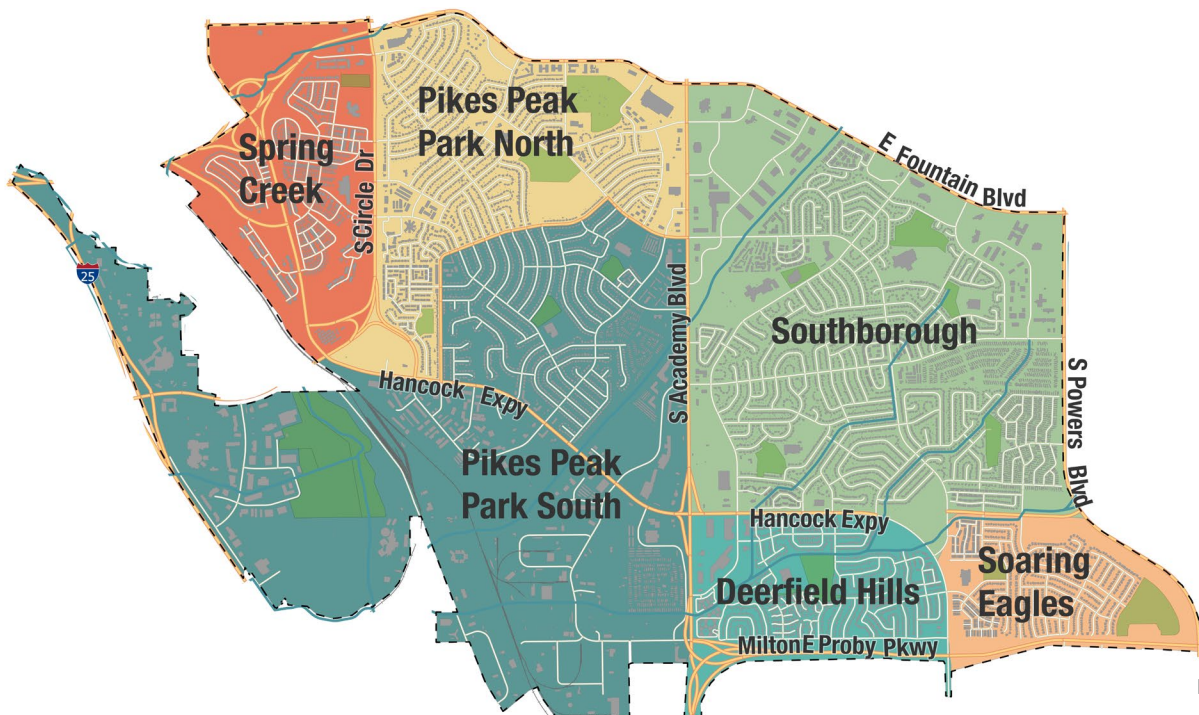 Pikes Peak
Park North
Spring
Creek
S Circle Dr
E Fountain Blvd
25
S Academy Blvd
Southborough
Hancock Expy
S Powers Blvd
Pikes Peak
Park South
Hancock Expy
Soaring
Eagles
Deerfield Hills
Milton E Proby Pkwy